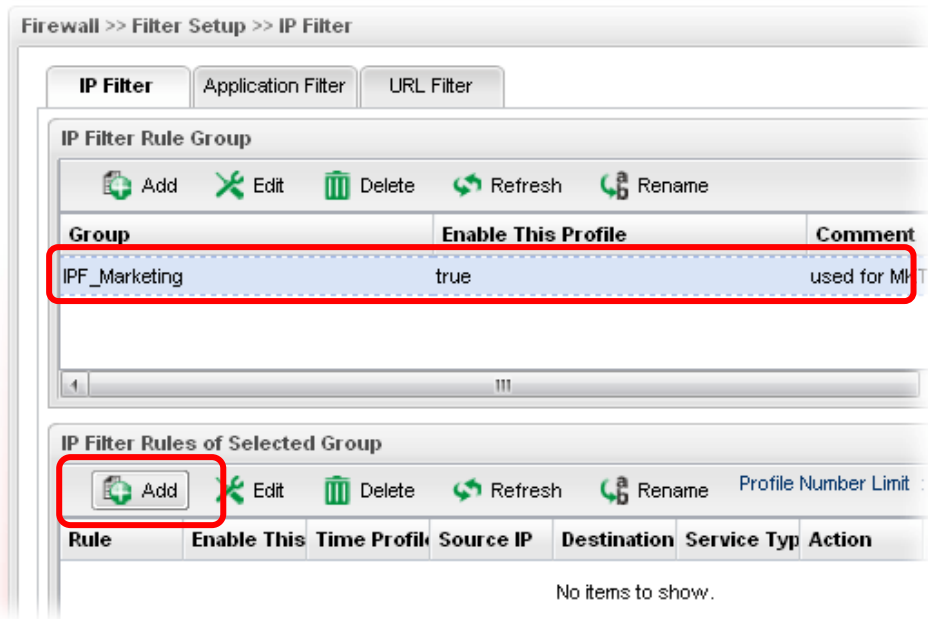 Firewall >> Filter Setup >> IP Filter
IP Filter Application Filter URL Filter
IP Filter Rule Group
Add Edit Delete Refresh Rename
Group Enable This Profile Comment
IPF_Marketing true used for MKT
IP Filter Rules of Selected Group
Add Edit Delete Refresh Rename Profile Number Limit :
Rule Enable This Time Profile Source IP Destination Service Typ Action
No items to show.